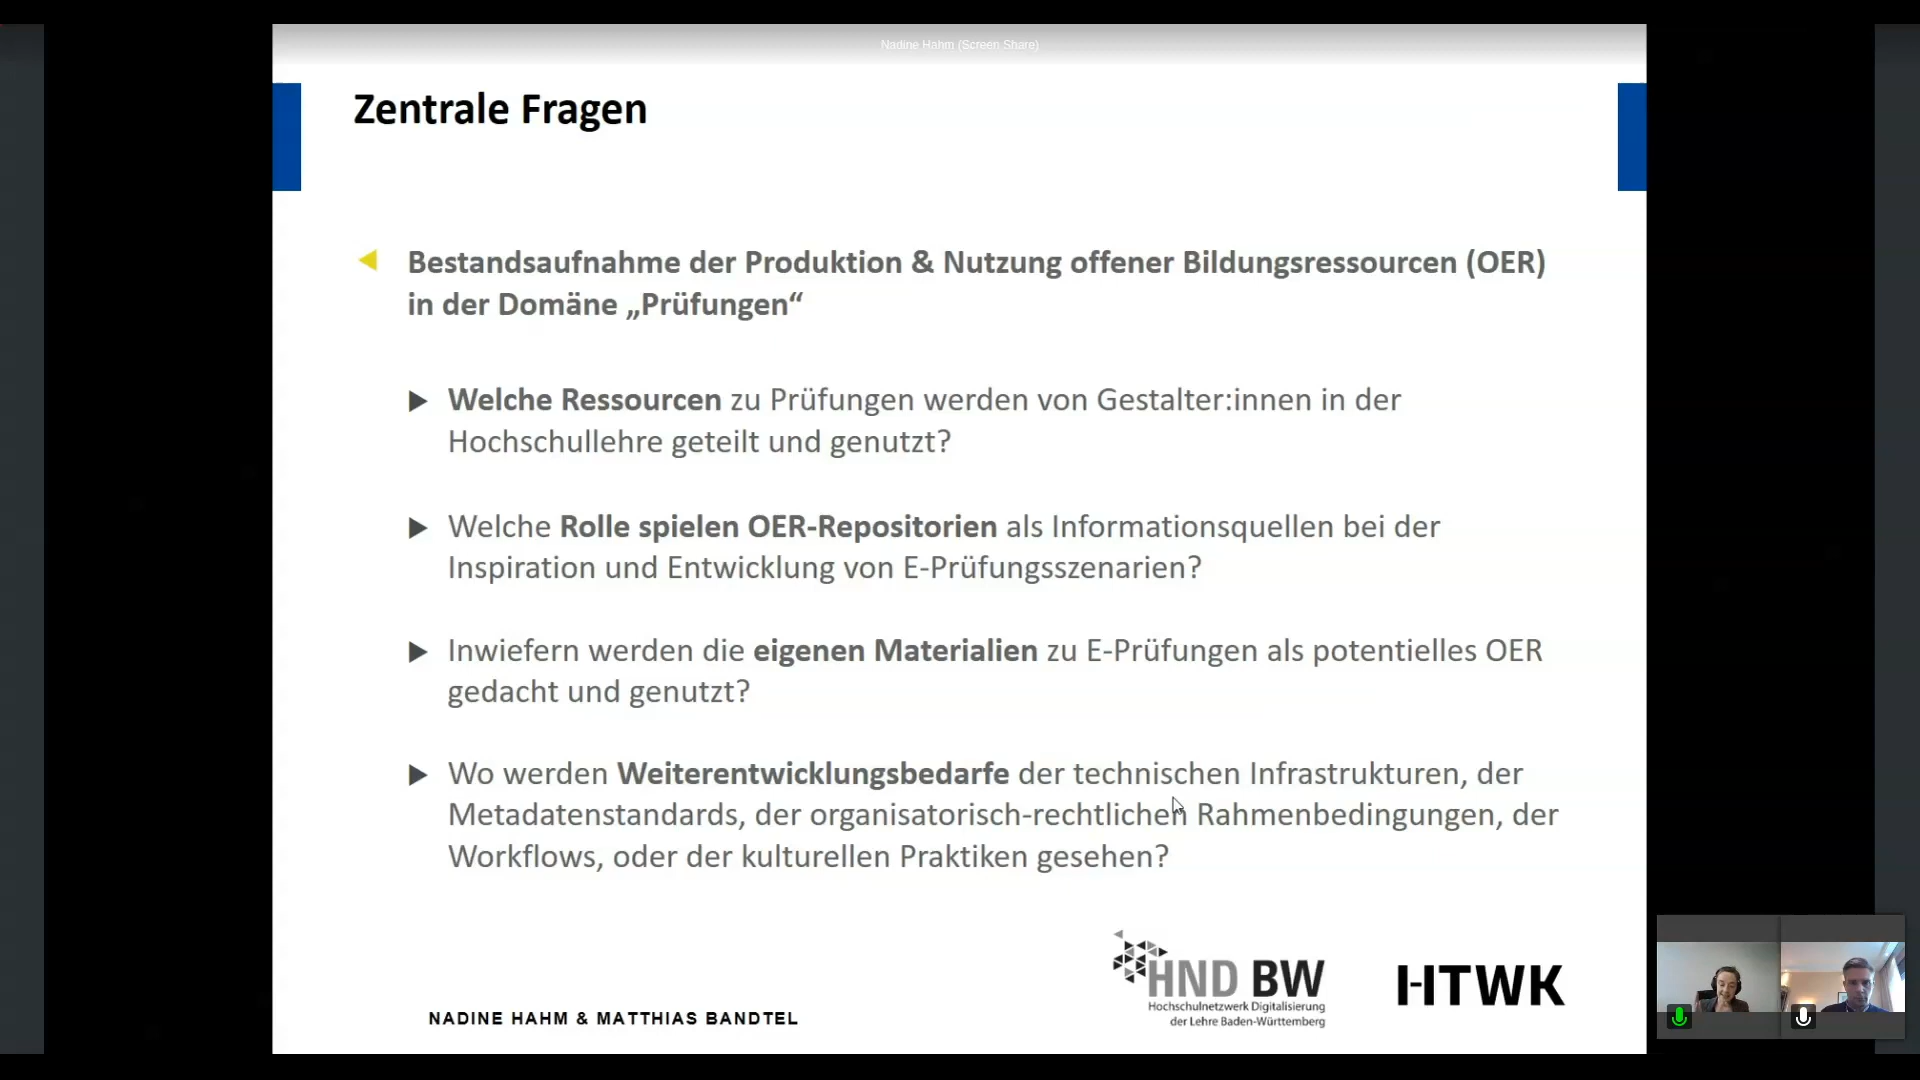 Nadine Hahm (Screen Share)
Zentrale Fragen
Bestandsaufnahme der Produktion & Nutzung offener Bildungsressourcen (OER)
in der Domäne „Prüfungen“
Welche Ressourcen zu Prüfungen werden von Gestalter:innen in der
Hochschullehre geteilt und genutzt?
Welche Rolle spielen OER-Repositorien als Informationsquellen bei der
Inspiration und Entwicklung von E-Prüfungsszenarien?
Inwiefern werden die eigenen Materialien zu E-Prüfungen als potentielles OER
gedacht und genutzt?
Wo werden Weiterentwicklungsbedarfe der technischen Infrastrukturen, der
Metadatenstandards, der organisatorisch-rechtlichen Rahmenbedingungen, der
Workflows, oder der kulturellen Praktiken gesehen?
HND BW
Hochschulnetzwerk Digitalisierung
der Lehre Baden-Württemberg
HTWK
NADINE HAHM & MATTHIAS BANDTEL